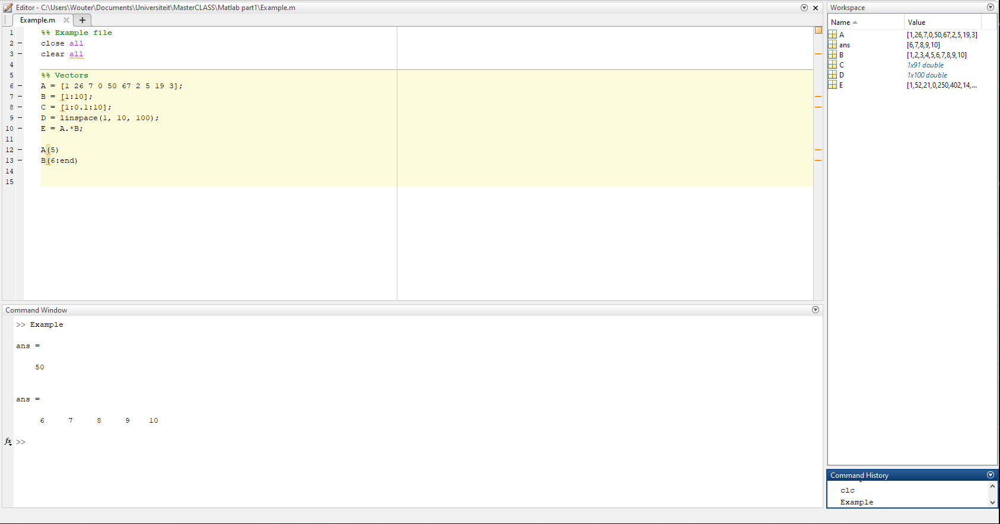 Editor - C:\Users\Wouter\Documents\Universiteit\MasterCLASS\Matlab part1\Example.m
Example.m
1 %% Example file
2 – close all
3 – clear all
4
5 %% Vectors
6 – A = [1 26 7 0 50 67 2 5 19 3];
7 – B = [1:10];
8 – C = [1:0.1:10];
9 – D = linspace(1, 10, 100);
10 – E = A.*B;
11
12 – A(5)
13 – B(6:end)
14
15
Command Window
>> Example
ans =
50
ans =
6 7 8 9 10
fx >>
Workspace
Name Value
A [1,26,7,0,50,67,2,5,19,3]
ans [6,7,8,9,10]
B [1,2,3,4,5,6,7,8,9,10]
C 1x91 double
D 1x100 double
E [1,52,21,0,250,402,14,...
Command History
clc
Example